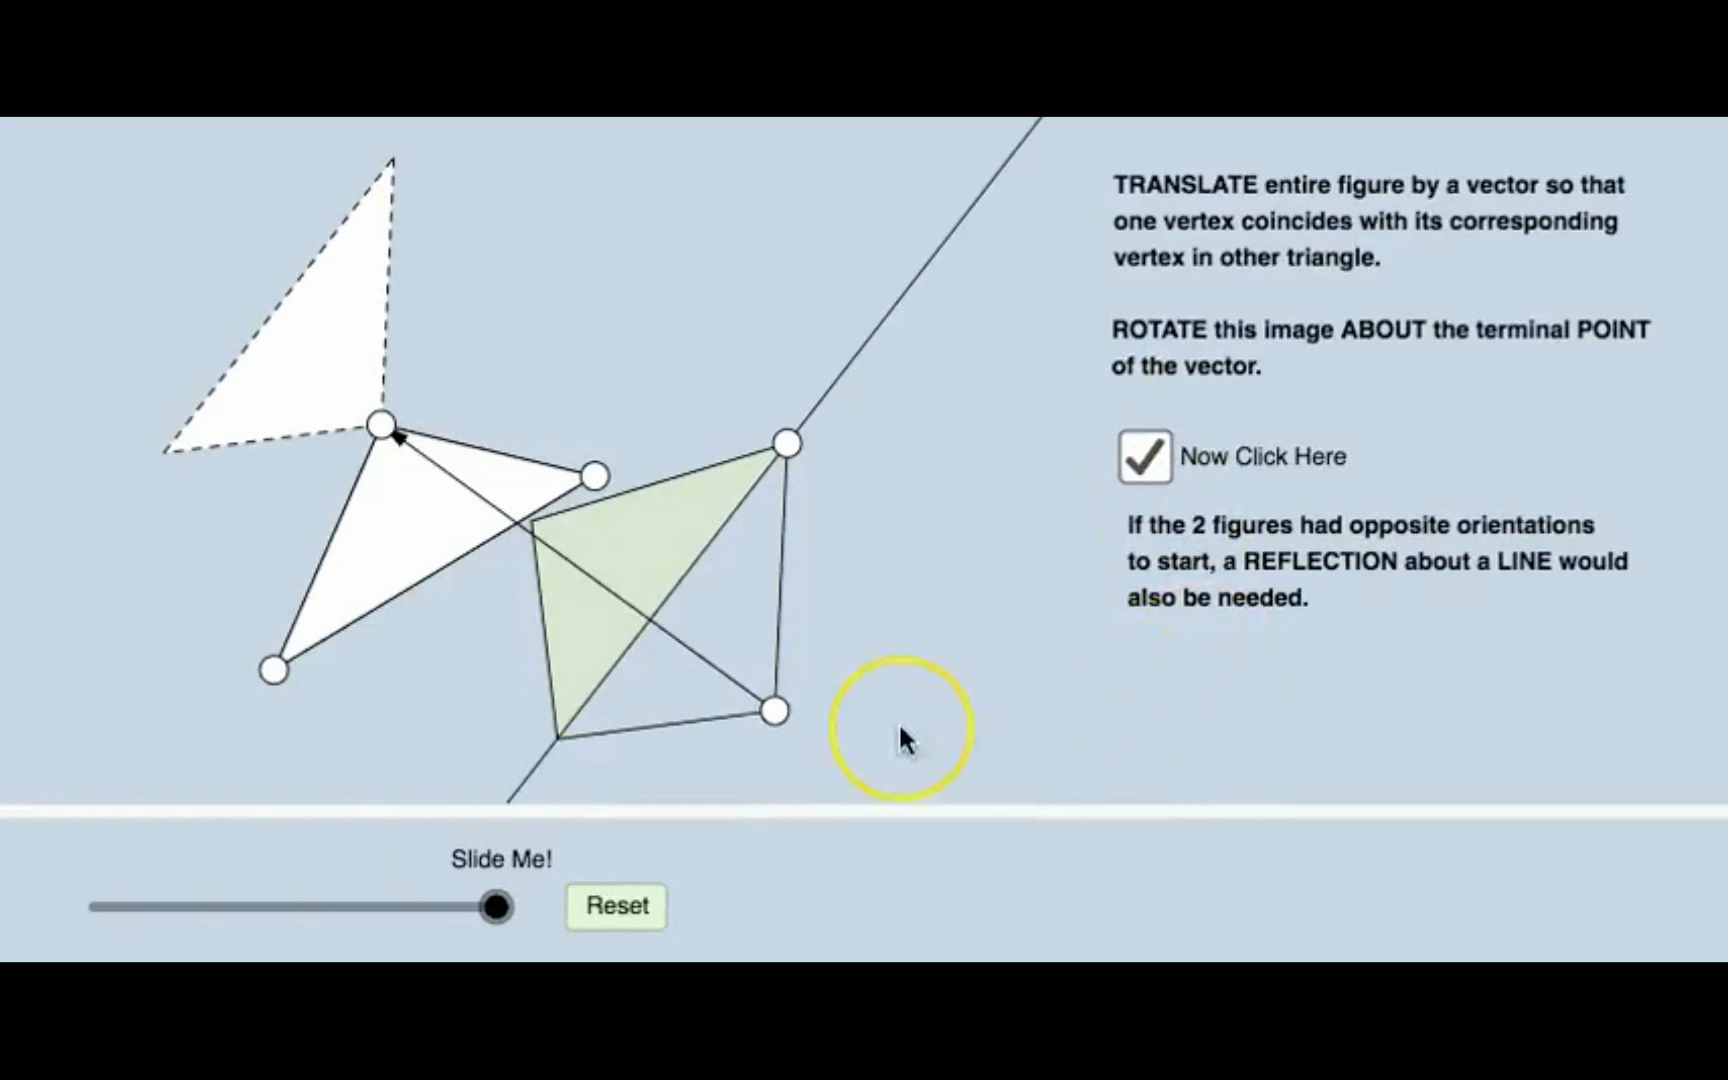 TRANSLATE entire figure by a vector so that
one vertex coincides with its corresponding
vertex in other triangle.
ROTATE this image ABOUT the terminal POINT
of the vector.
Now Click Here
If the 2 figures had opposite orientations
to start, a REFLECTION about a LINE would
also be needed.
Slide Me!
Reset